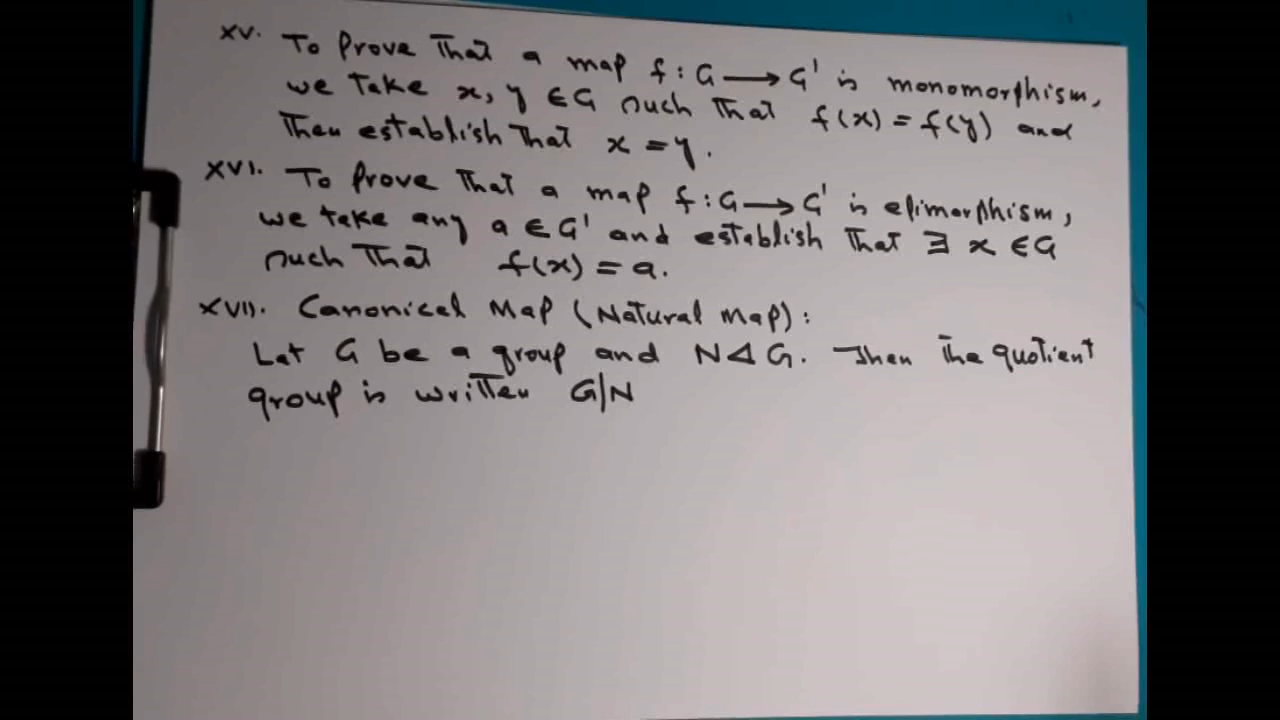 XV. To prove that a map f : G ⟶ G' is monomorphism,
we take x, y ∈ G such that f(x) = f(y) and
then establish that x = y.
XVI. To prove that a map f : G ⟶ G' is epimorphism,
we take any a ∈ G' and establish that ∃ x ∈ G
such that f(x) = a.
XVII. Canonical Map (Natural Map) :
Let G be a group and N ⊲ G. Then the quotient
group is written G/N